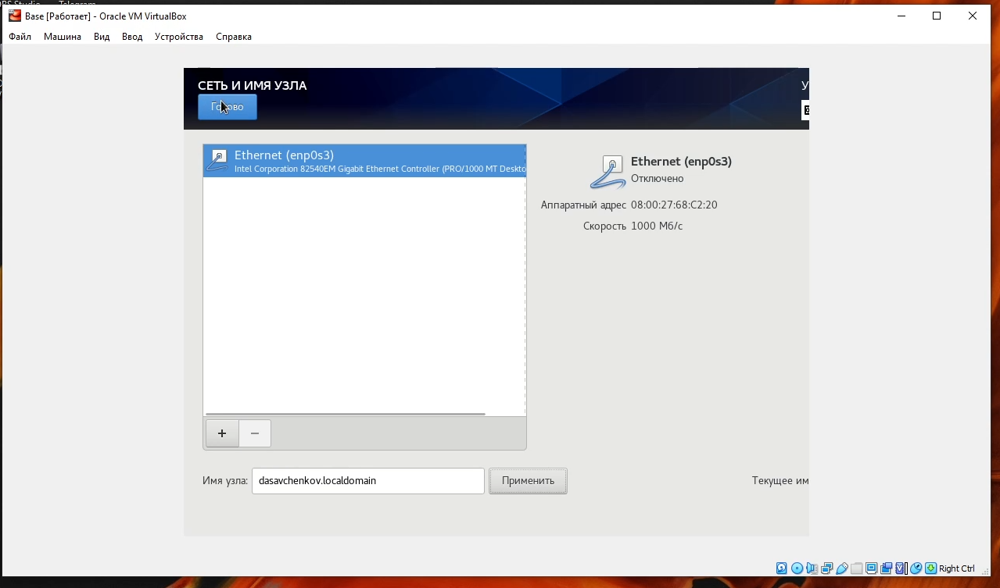 Base [Работает] - Oracle VM VirtualBox
Файл Машина Вид Ввод Устройства Справка
СЕТЬ И ИМЯ УЗЛА
Готово
Ethernet (enp0s3)
Intel Corporation 82540EM Gigabit Ethernet Controller (PRO/1000 MT Deskto
Ethernet (enp0s3)
Отключено
Аппаратный адрес 08:00:27:68:C2:20
Скорость 1000 Мб/с
+ −
Имя узла: dasavchenkov.localdomain Применить Текущее им
Right Ctrl